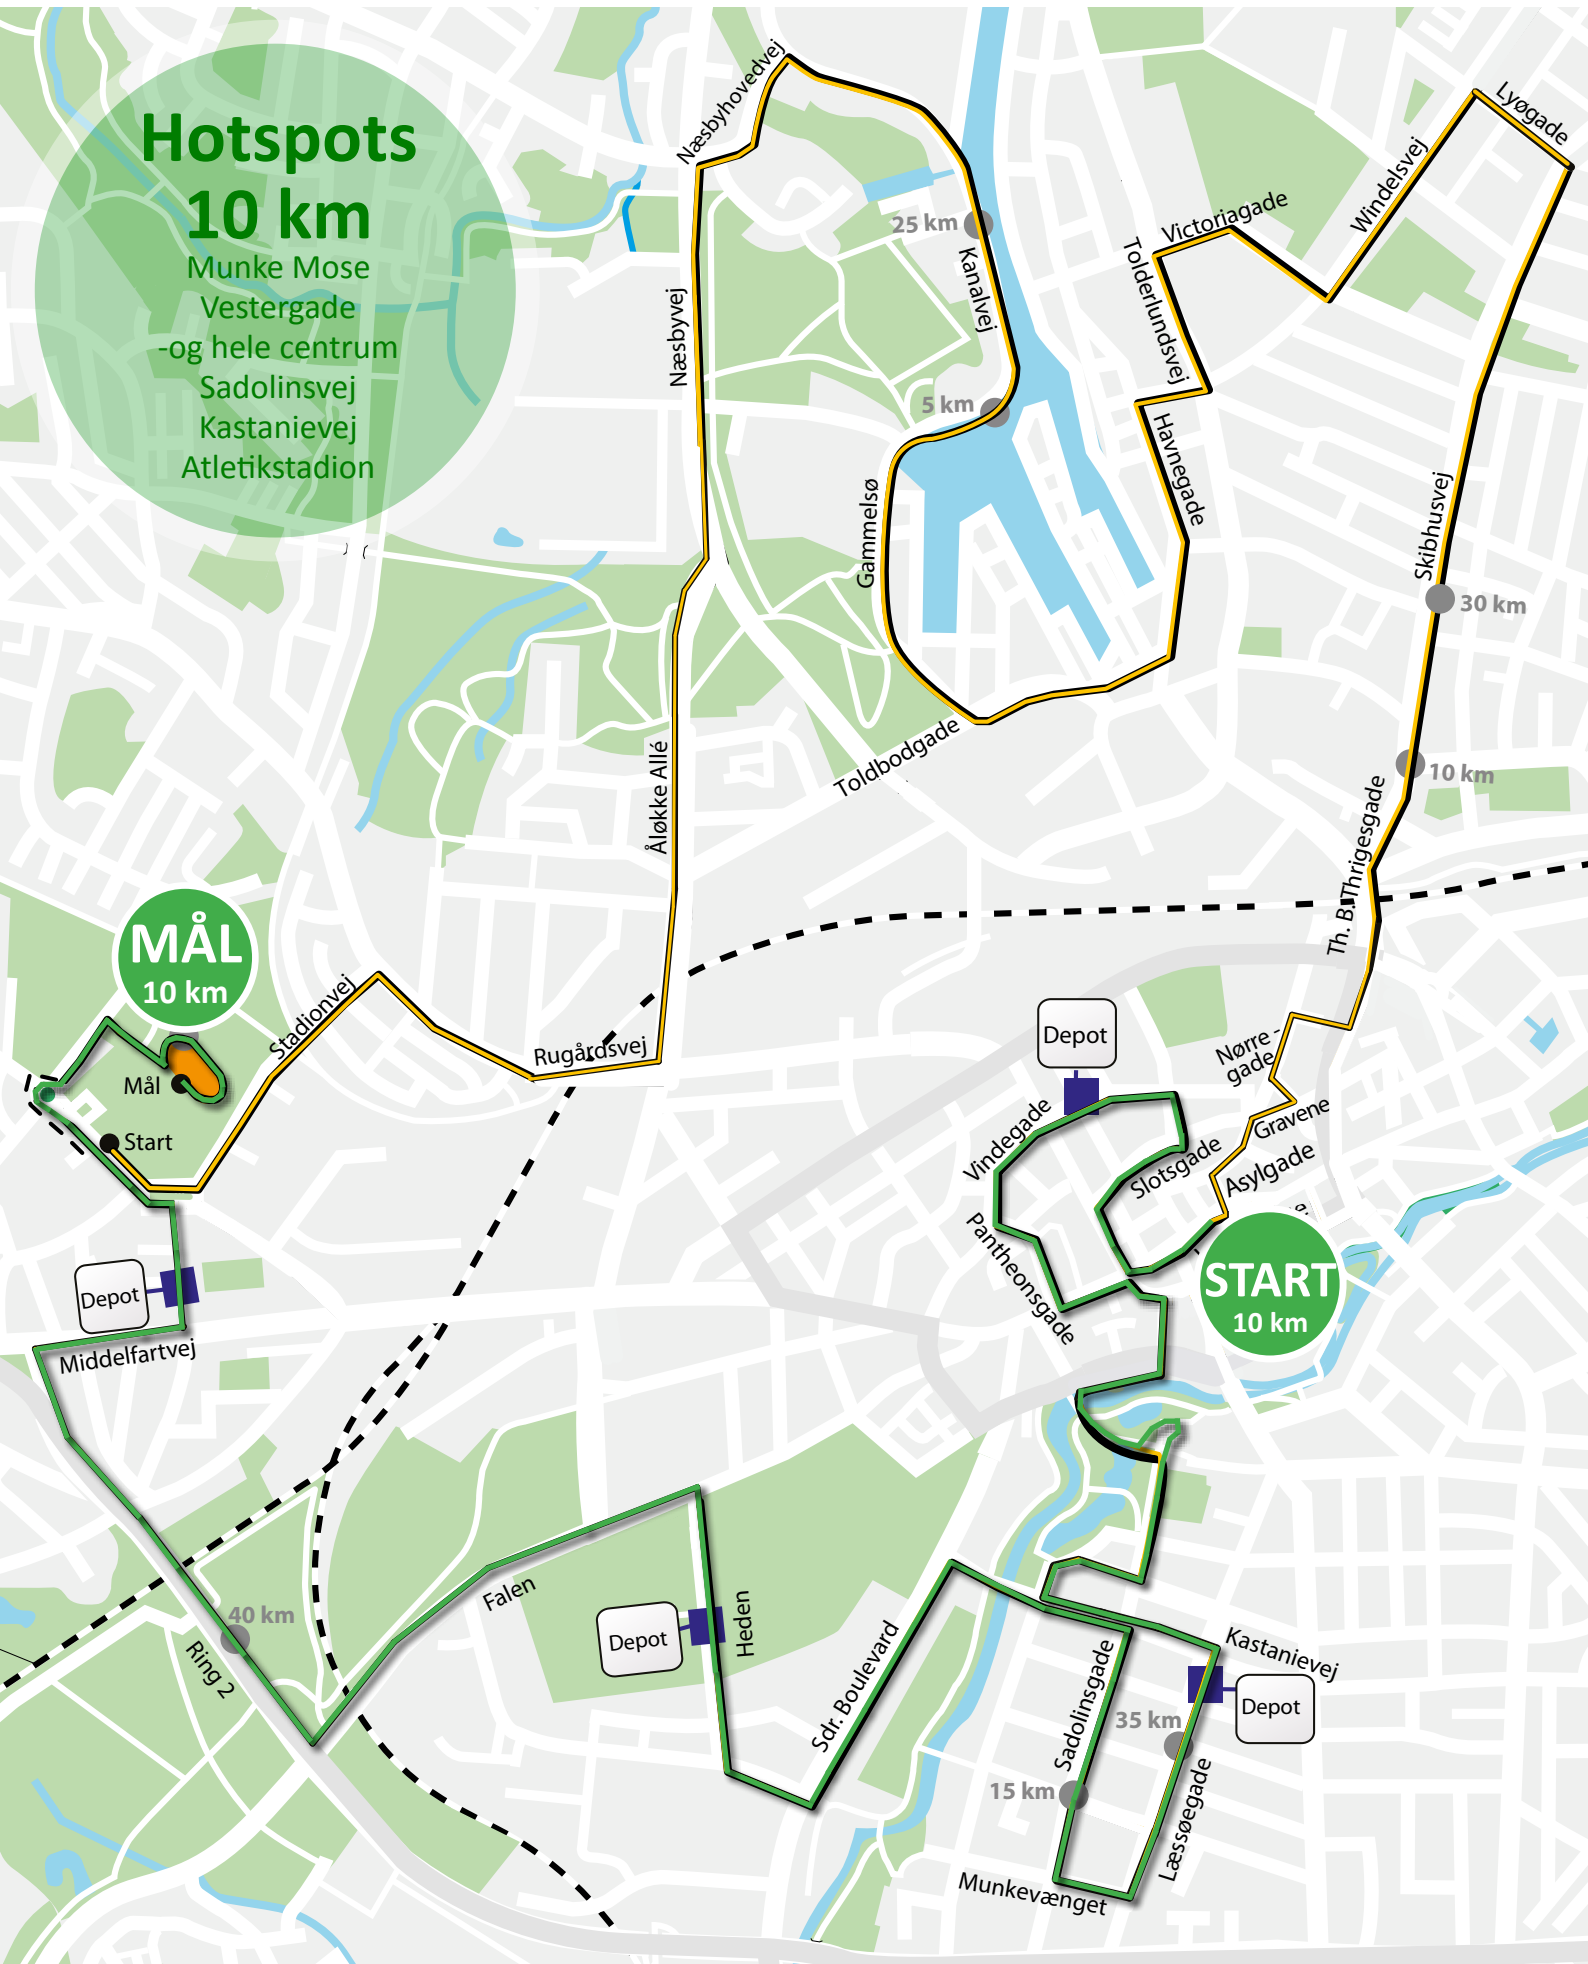 Hotspots
10 km
Munke Mose
Vestergade
-og hele centrum
Sadolinsvej
Kastanievej
Atletikstadion
Næsbyhovedvej
Lyøgade
Windelsvej
Victoriagade
25 km
Kanalvej
Tolderlundsvej
Næsbyvej
5 km
Havnegade
Gammelsø
Skibhusvej
30 km
Toldbodgade
Åløkke Allé
10 km
Th. B. Thrigesgade
MÅL
10 km
Stadionvej
Rugårdsvej
Mål
Start
Depot
Nørre-
gade
Gravene
Vindegade
Slotsgade
Asylgade
Pantheonsgade
START
10 km
Depot
Middelfartvej
Falen
40 km
Ring 2
Depot
Heden
Sdr. Boulevard
Sadolinsgade
Kastanievej
Depot
35 km
15 km
Læssøegade
Munkevænget